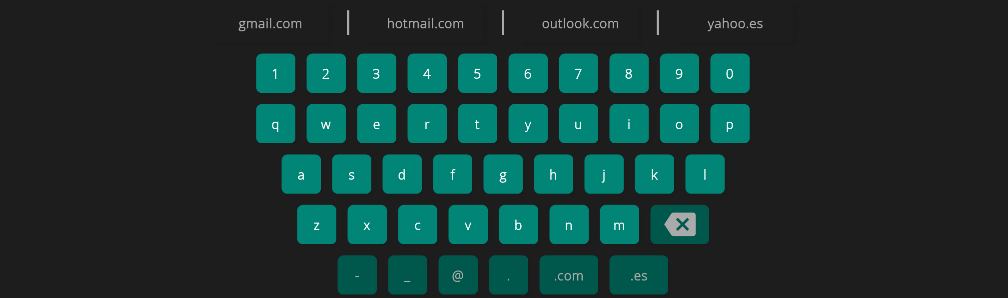 gmail.com hotmail.com outlook.com yahoo.es
1 2 3 4 5 6 7 8 9 0
q w e r t y u i o p
a s d f g h j k l
z x c v b n m
- _ @ . .com .es